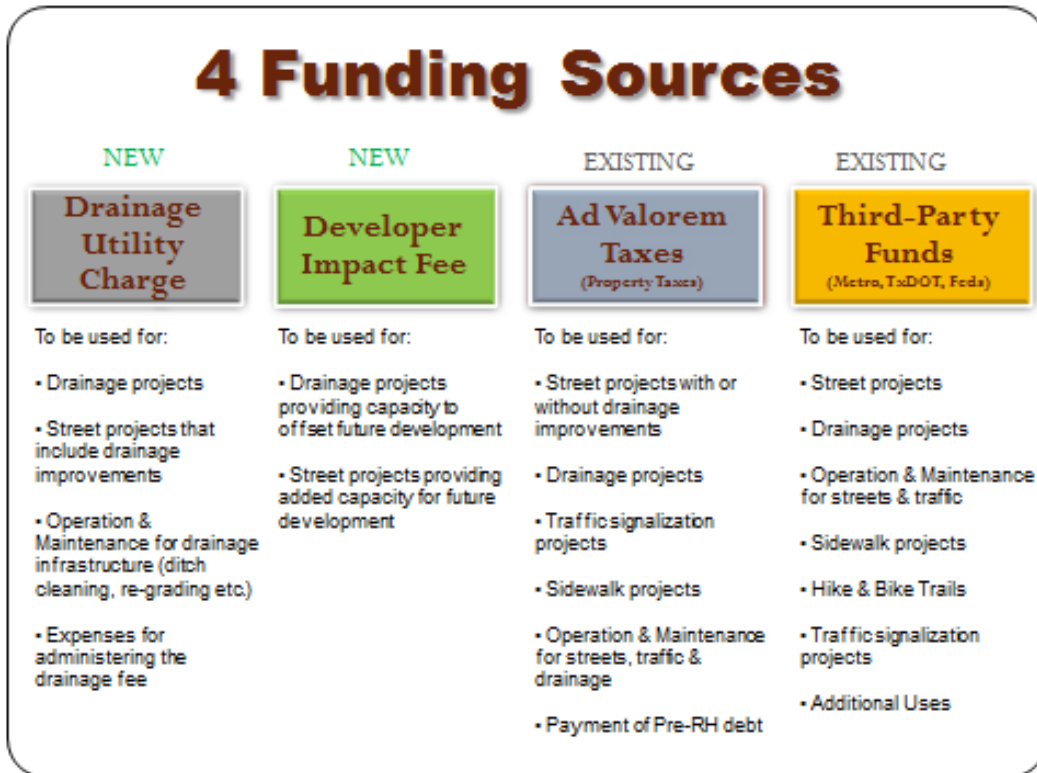 4 Funding Sources
NEW
Drainage
Utility
Charge
To be used for:
▪ Drainage projects
▪ Street projects that
include drainage
improvements
▪ Operation &
Maintenance for drainage
infrastructure (ditch
cleaning, re-grading etc.)
▪ Expenses for
administering the
drainage fee
NEW
Developer
Impact Fee
To be used for:
▪ Drainage projects
providing capacity to
offset future development
▪ Street projects providing
added capacity for future
development
EXISTING
Ad Valorem
Taxes
(Property Taxes)
To be used for:
▪ Street projects with or
without drainage
improvements
▪ Drainage projects
▪ Traffic signalization
projects
▪ Sidewalk projects
▪ Operation & Maintenance
for streets, traffic &
drainage
▪ Payment of Pre-RH debt
EXISTING
Third-Party
Funds
(Metro, TxDOT, Feds)
To be used for:
▪ Street projects
▪ Drainage projects
▪ Operation & Maintenance
for streets & traffic
▪ Sidewalk projects
▪ Hike & Bike Trails
▪ Traffic signalization
projects
▪ Additional Uses